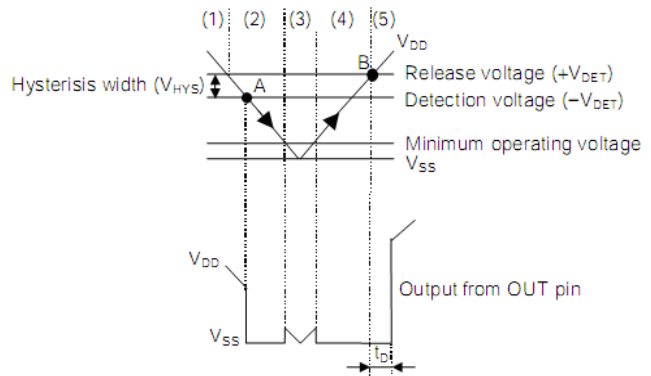 (1) (2) (3) (4) (5)
VDD
B
Release voltage (+VDET)
Hysterisis width (VHYS)
A
Detection voltage (−VDET)
Minimum operating voltage
VSS
VDD
Output from OUT pin
VSS
tD